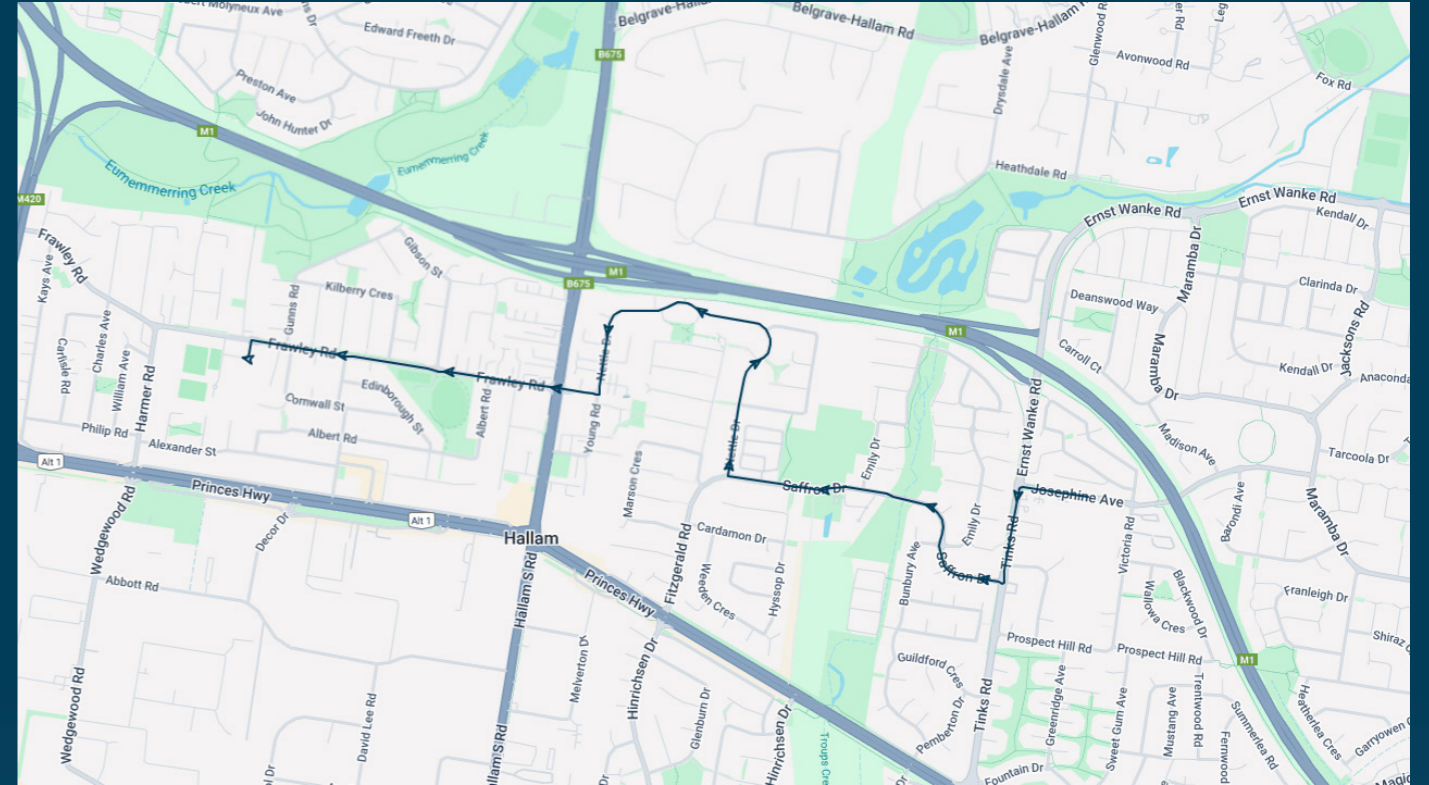 Molyneux Ave
Edward Freeth Dr
Preston Ave
John Hunter Dr
M1
Eumemmerring Creek
Eumemmerring Creek
M420
B675
Belgrave-Hallam Rd
Belgrave-Hallam
Drysdale Ave
Glenwood
Avonwood Rd
Fox Rd
Heathdale Rd
Ernst Wanke Rd
Ernst Wanke Rd
Kendall Dr
Maramba Dr
Clarinda Dr
Deanswood Way
Jacksons Rd
Frawley Rd
Kays Ave
Gibson St
Kilberry Cres
Gunns Rd
M1
B675
M1
Carroll Ct
Maramba Dr
Kendall Dr
Anaconda
Carlisle Rd
Charles Ave
William Ave
Harmer Rd
Frawley Rd
Frawley Rd
Edinborough St
Cornwall St
Albert Rd
Albert Rd
Philip Rd
Alexander St
Young Rd
Marson Cres
Emily Dr
Ernst Wanke Rd
Madison Ave
Tarcoola Dr
Alt 1
Princes Hwy
Alt 1
Decor Dr
Hallam
Saffron Dr
Josephine Ave
Tinks Rd
Barondi Ave
Maramba Dr
Wedgewood Rd
Abbott Rd
Hallam S Rd
Princes Hwy
Fitzgerald Rd
Cardamon Dr
Weeden Cres
Hyssop Dr
Bunbury Ave
Emily Dr
Victoria Rd
Wallowa Cres
Blackwood Dr
Franleigh Dr
Shiraz
Prospect Hill Rd
Prospect Hill Rd
M1
Guildford Cres
Pemberton Dr
Tinks Rd
Greenridge Ave
Sweet Gum Ave
Mustang Ave
Trentwood Rd
Summerlea Rd
Fernwood
Heatherlea Cres
Garryowen
Wedgewood Rd
David Lee Rd
Melverton Dr
Hinrichsen Dr
Glenburn Dr
Hinrichsen Dr
Fountain Dr